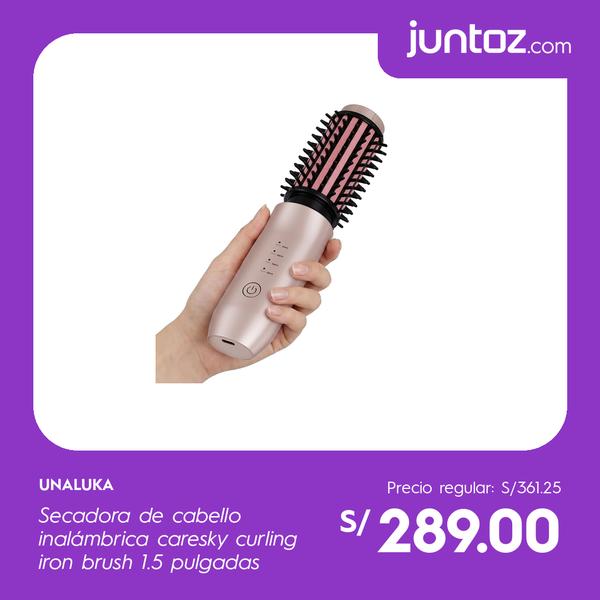 juntoz.com
UNALUKA
Secadora de cabello
inalámbrica caresky curling
iron brush 1.5 pulgadas
Precio regular: S/361.25
S/ 289.00